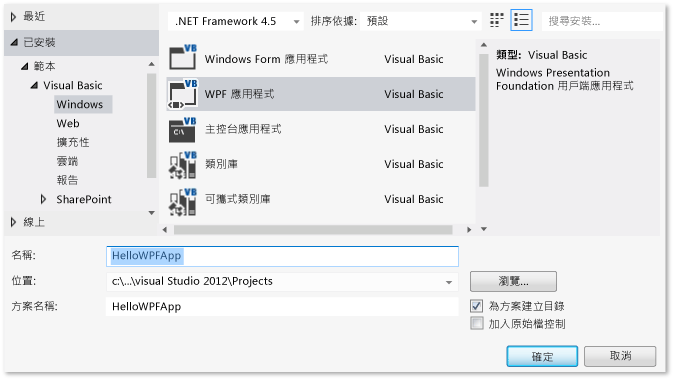 最近
已安裝
範本
Visual Basic
Windows
Web
擴充性
雲端
報告
SharePoint
線上
.NET Framework 4.5
排序依據: 預設
搜尋安裝...
VB Windows Form 應用程式 Visual Basic
VB WPF 應用程式 Visual Basic
VB C:\ 主控台應用程式 Visual Basic
VB 類別庫 Visual Basic
VB 可攜式類別庫 Visual Basic
類型: Visual Basic
Windows Presentation
Foundation 用戶端應用程式
名稱: HelloWPFApp
位置: c:\...\visual Studio 2012\Projects 瀏覽...
方案名稱: HelloWPFApp
為方案建立目錄
加入原始檔控制
確定 取消